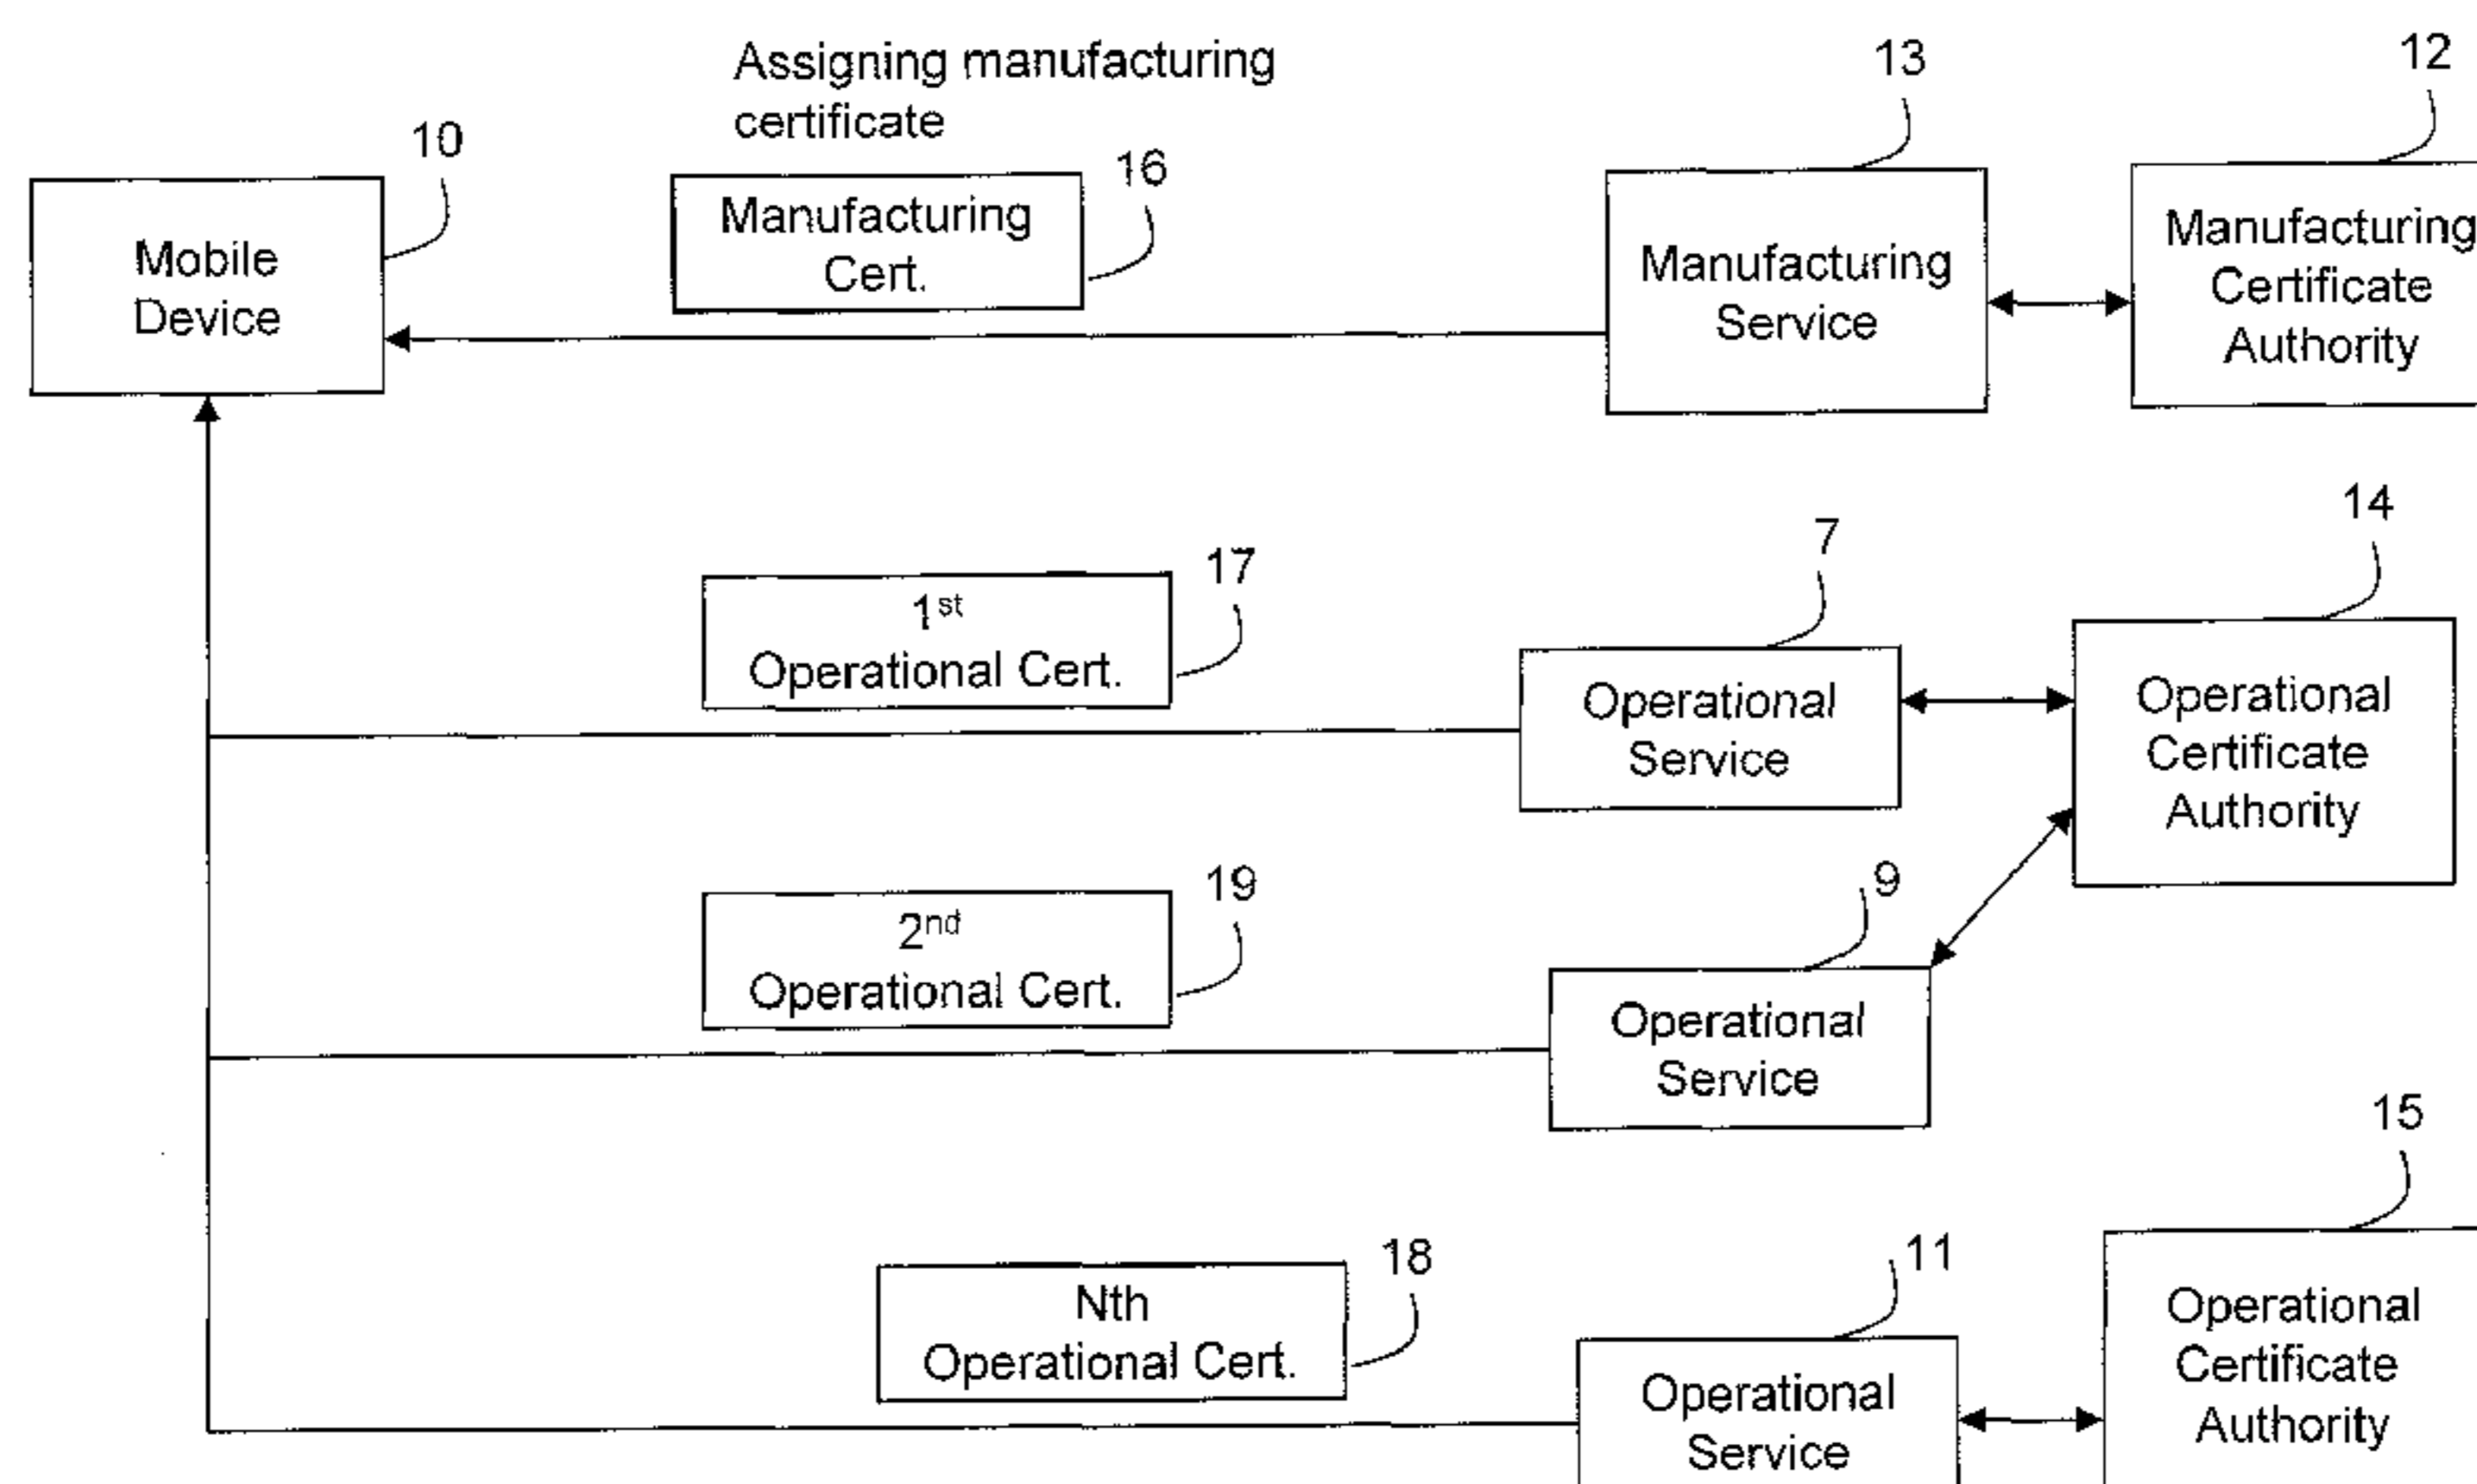 Assigning manufacturing
certificate
13
12
10
16
Mobile
Device
Manufacturing
Cert.
Manufacturing
Service
Manufacturing
Certificate
Authority
14
7
17
1st
Operational Cert.
Operational
Service
Operational
Certificate
Authority
9
19
2nd
Operational Cert.
Operational
Service
15
11
18
Nth
Operational Cert.
Operational
Service
Operational
Certificate
Authority